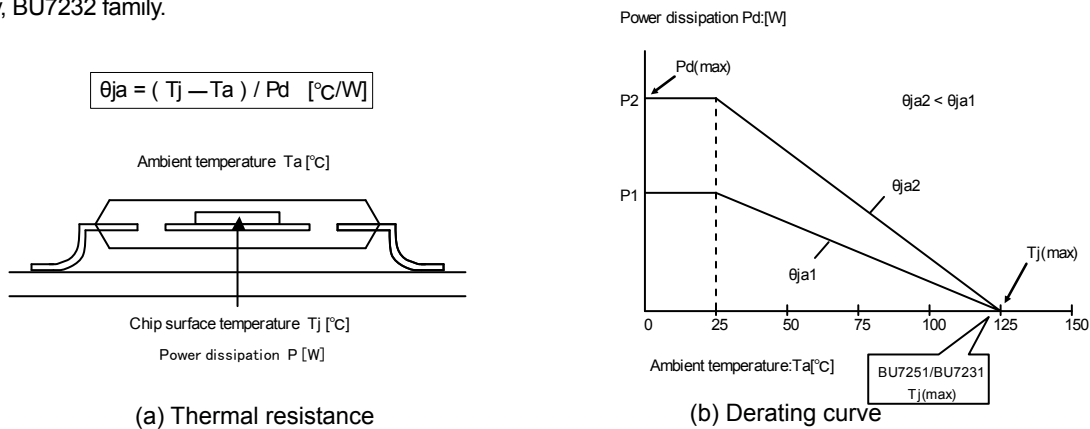 , BU7232 family.
θja = ( Tj — Ta ) / Pd [°C/W]
Ambient temperature Ta [°C]
Chip surface temperature Tj [°C]
Power dissipation P [W]
(a) Thermal resistance
Power dissipation Pd:[W]
Pd(max)
P2
θja2 < θja1
P1
θja2
θja1
Tj(max)
0 25 50 75 100 125 150
Ambient temperature:Ta[°C]
BU7251/BU7231
Tj(max)
(b) Derating curve